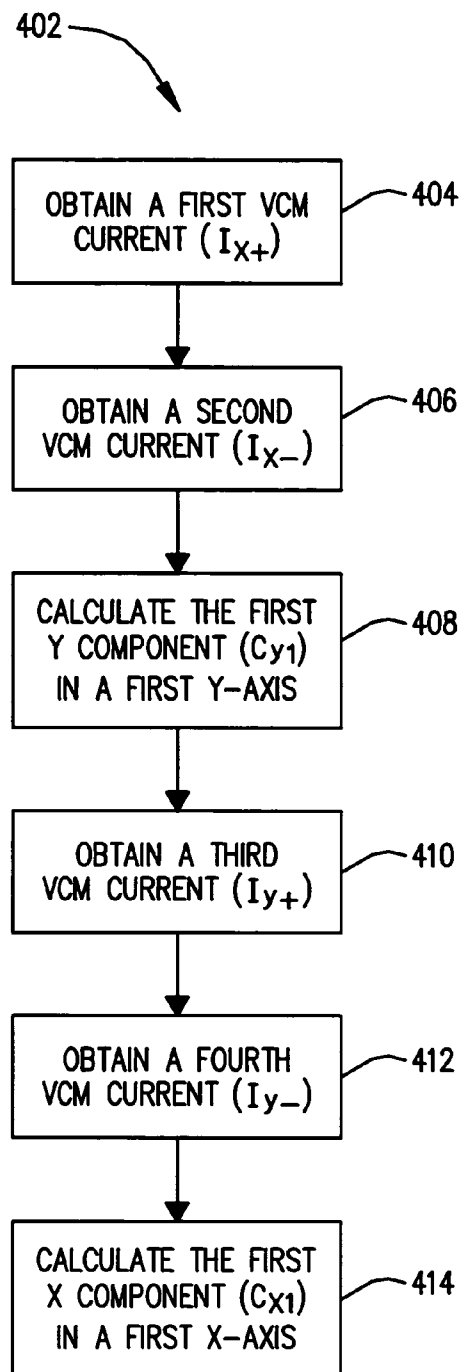 402
OBTAIN A FIRST VCM
CURRENT (IX+)
404
OBTAIN A SECOND
VCM CURRENT (IX-)
406
CALCULATE THE FIRST
Y COMPONENT (Cy1)
IN A FIRST Y-AXIS
408
OBTAIN A THIRD
VCM CURRENT (Iy+)
410
OBTAIN A FOURTH
VCM CURRENT (Iy-)
412
CALCULATE THE FIRST
X COMPONENT (CX1)
IN A FIRST X-AXIS
414